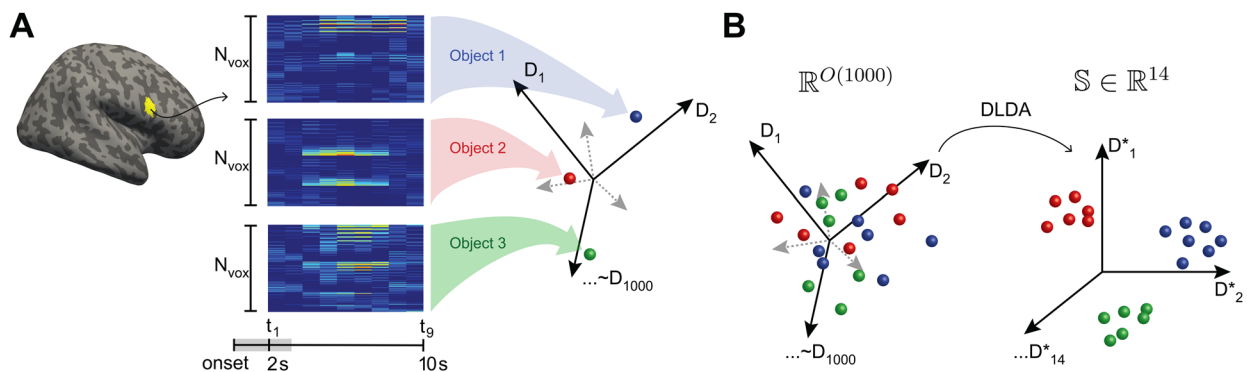 A
N_vox
N_vox
N_vox
Object 1
Object 2
Object 3
t_1
t_9
onset
2s
10s
D_1
D_2
...~D_1000
B
ℝ^O(1000)
𝕊 ∈ ℝ^14
DLDA
D_1
D_2
...~D_1000
D*_1
D*_2
...D*_14